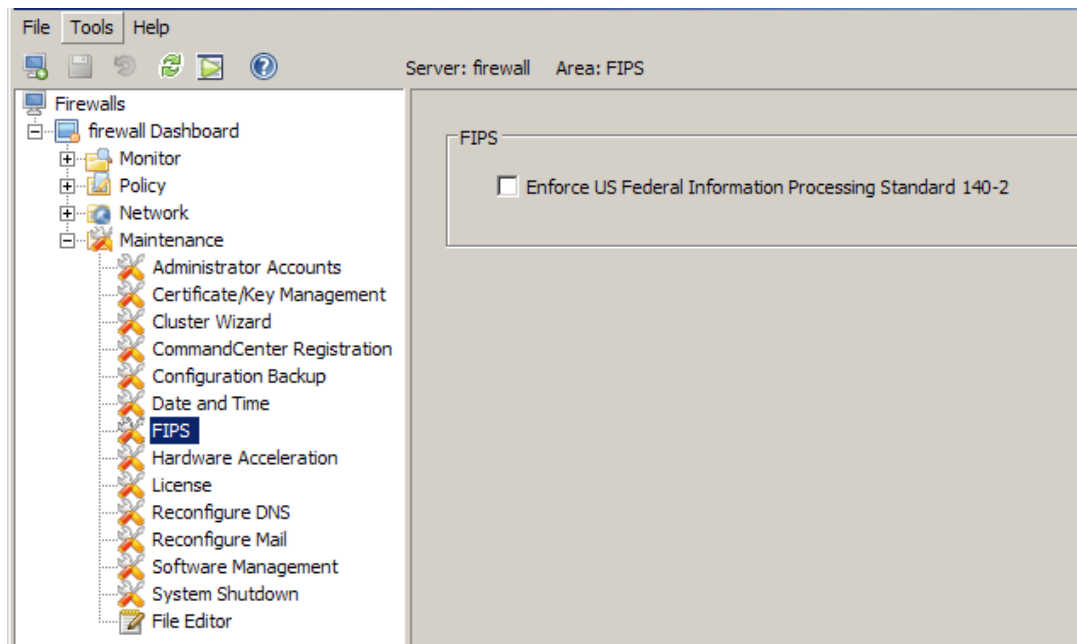 File Tools Help
Server: firewall Area: FIPS
Firewalls
firewall Dashboard
Monitor
Policy
Network
Maintenance
Administrator Accounts
Certificate/Key Management
Cluster Wizard
CommandCenter Registration
Configuration Backup
Date and Time
FIPS
Hardware Acceleration
License
Reconfigure DNS
Reconfigure Mail
Software Management
System Shutdown
File Editor
FIPS
Enforce US Federal Information Processing Standard 140-2